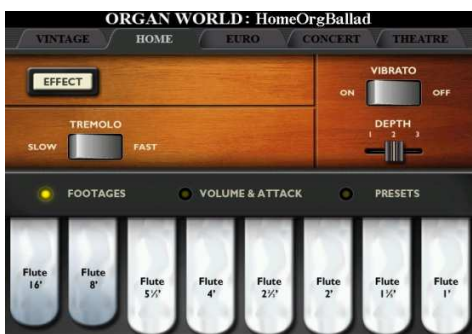 ORGAN WORLD: HomeOrgBallad
VINTAGE HOME EURO CONCERT THEATRE
EFFECT
VIBRATO
ON OFF
TREMOLO
SLOW FAST
DEPTH
1 2 3
FOOTAGES VOLUME & ATTACK PRESETS
Flute 16' Flute 8' Flute 5⅓' Flute 4' Flute 2⅔' Flute 2' Flute 1⅓' Flute 1'